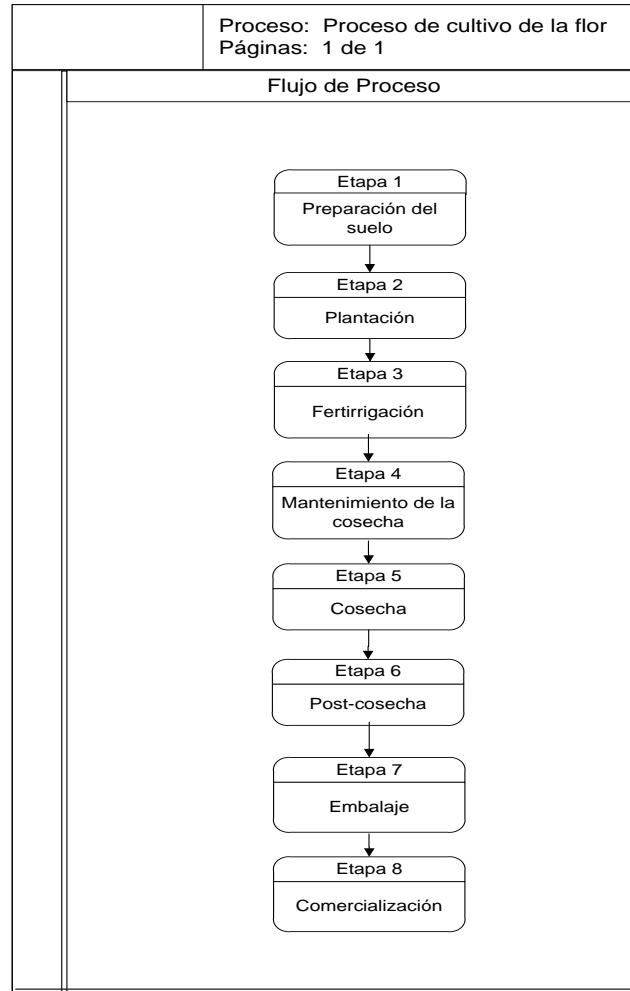 Proceso: Proceso de cultivo de la flor
Páginas: 1 de 1
Flujo de Proceso
Etapa 1
Preparación del
suelo
Etapa 2
Plantación
Etapa 3
Fertirrigación
Etapa 4
Mantenimiento de la
cosecha
Etapa 5
Cosecha
Etapa 6
Post-cosecha
Etapa 7
Embalaje
Etapa 8
Comercialización